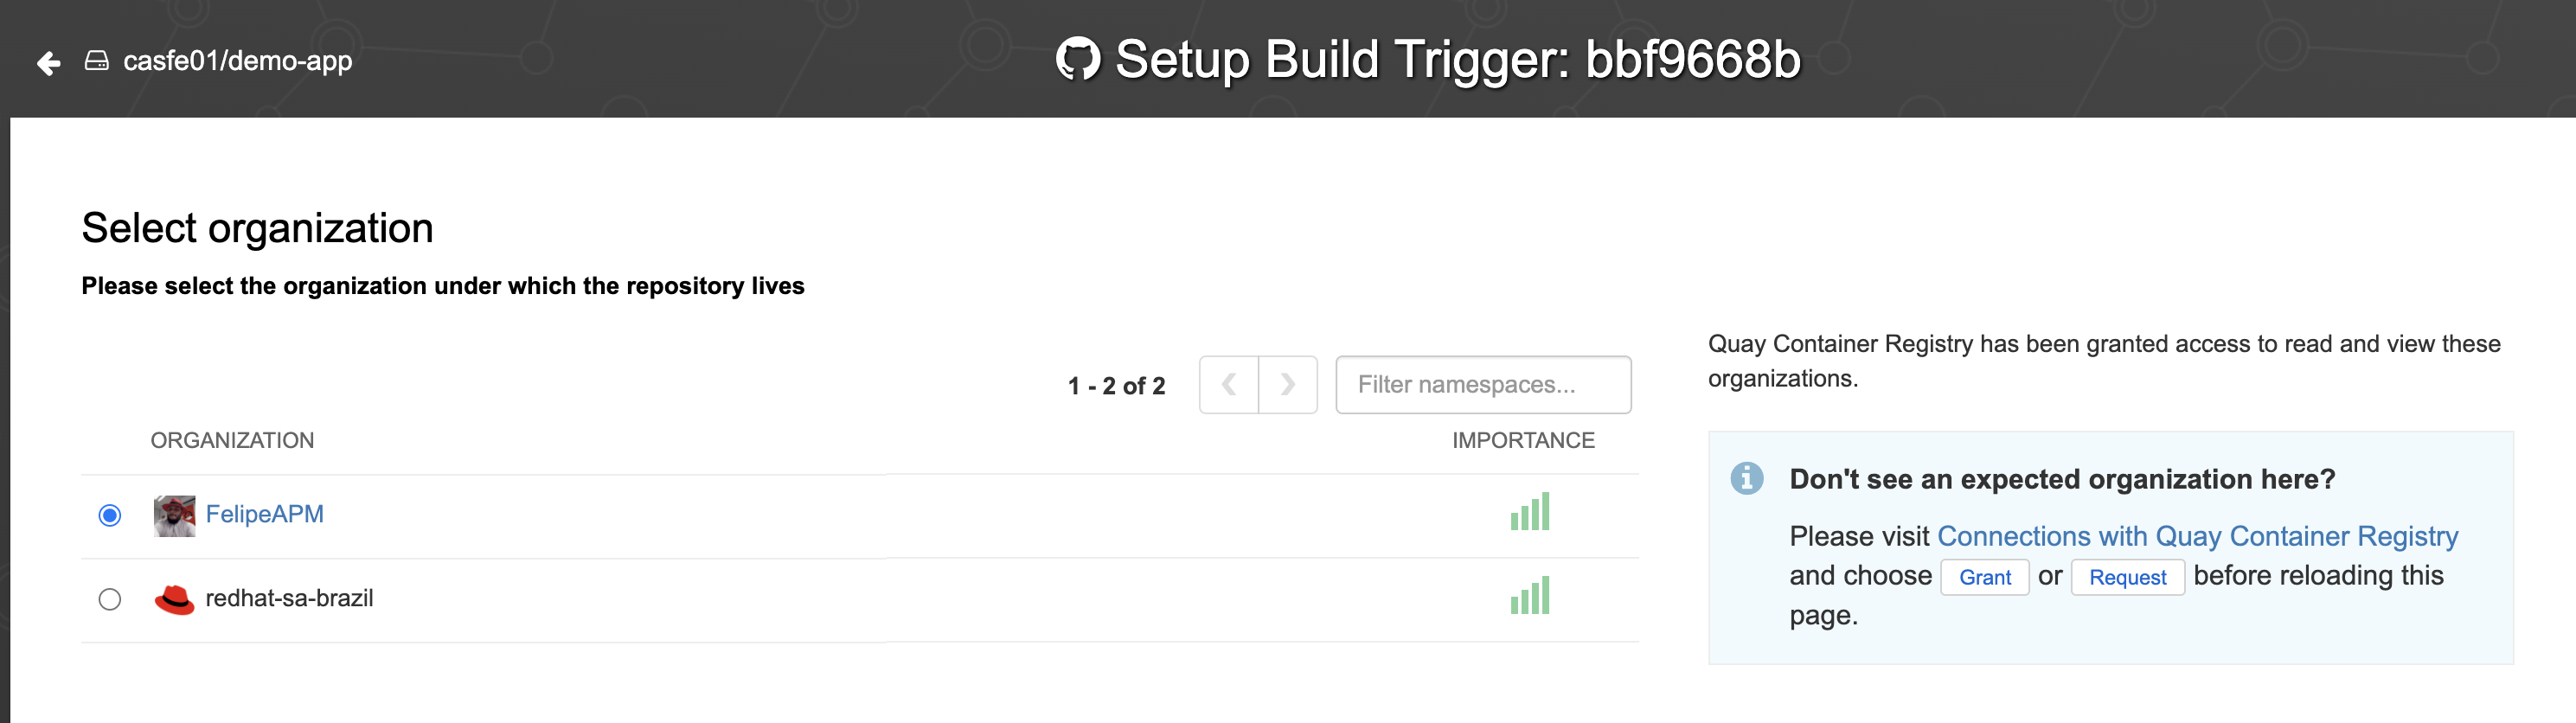 casfe01/demo-app
Setup Build Trigger: bbf9668b
Select organization
Please select the organization under which the repository lives
1 - 2 of 2
Filter namespaces...
ORGANIZATION
IMPORTANCE
FelipeAPM
redhat-sa-brazil
Quay Container Registry has been granted access to read and view these
organizations.
Don't see an expected organization here?
Please visit Connections with Quay Container Registry
and choose Grant or Request before reloading this
page.